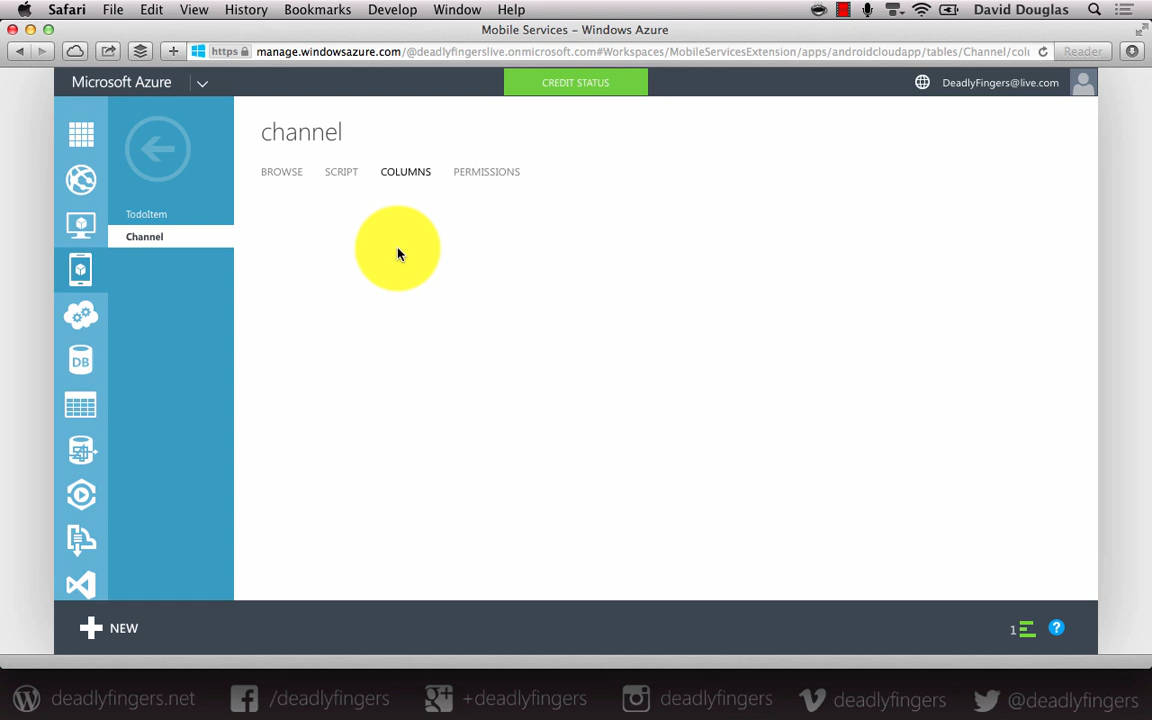 Safari File Edit View History Bookmarks Develop Window Help David Douglas
Mobile Services – Windows Azure
https manage.windowsazure.com/@deadlyfingerslive.onmicrosoft.com#Workspaces/MobileServicesExtension/apps/androidcloudapp/tables/Channel/colu Reader
Microsoft Azure CREDIT STATUS DeadlyFingers@live.com
channel
BROWSE SCRIPT COLUMNS PERMISSIONS
TodoItem
Channel
DB
NEW 1 ?
deadlyfingers.net /deadlyfingers +deadlyfingers deadlyfingers deadlyfingers @deadlyfingers